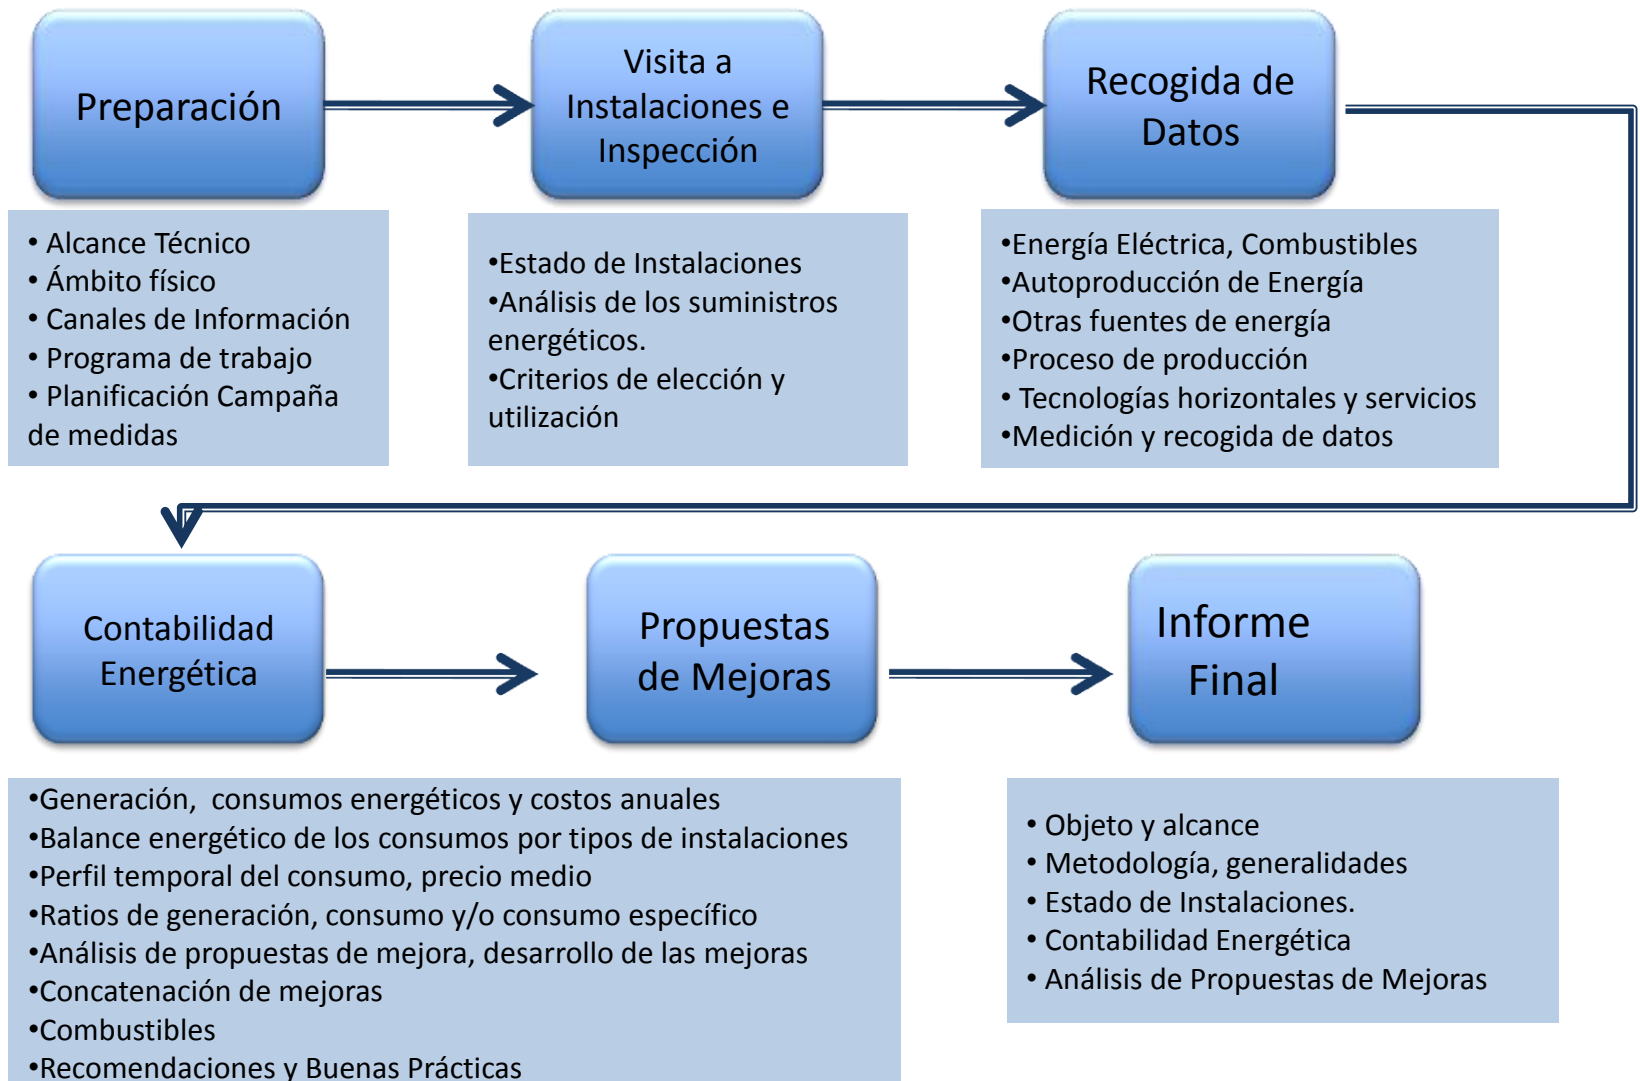 Preparación
Visita a
Instalaciones e
Inspección
Recogida de
Datos
• Alcance Técnico
• Ámbito físico
• Canales de Información
• Programa de trabajo
• Planificación Campaña
de medidas
•Estado de Instalaciones
•Análisis de los suministros
energéticos.
•Criterios de elección y
utilización
•Energía Eléctrica, Combustibles
•Autoproducción de Energía
•Otras fuentes de energía
•Proceso de producción
• Tecnologías horizontales y servicios
•Medición y recogida de datos
Contabilidad
Energética
Propuestas
de Mejoras
Informe
Final
•Generación, consumos energéticos y costos anuales
•Balance energético de los consumos por tipos de instalaciones
•Perfil temporal del consumo, precio medio
•Ratios de generación, consumo y/o consumo específico
•Análisis de propuestas de mejora, desarrollo de las mejoras
•Concatenación de mejoras
•Combustibles
•Recomendaciones y Buenas Prácticas
• Objeto y alcance
• Metodología, generalidades
• Estado de Instalaciones.
• Contabilidad Energética
• Análisis de Propuestas de Mejoras